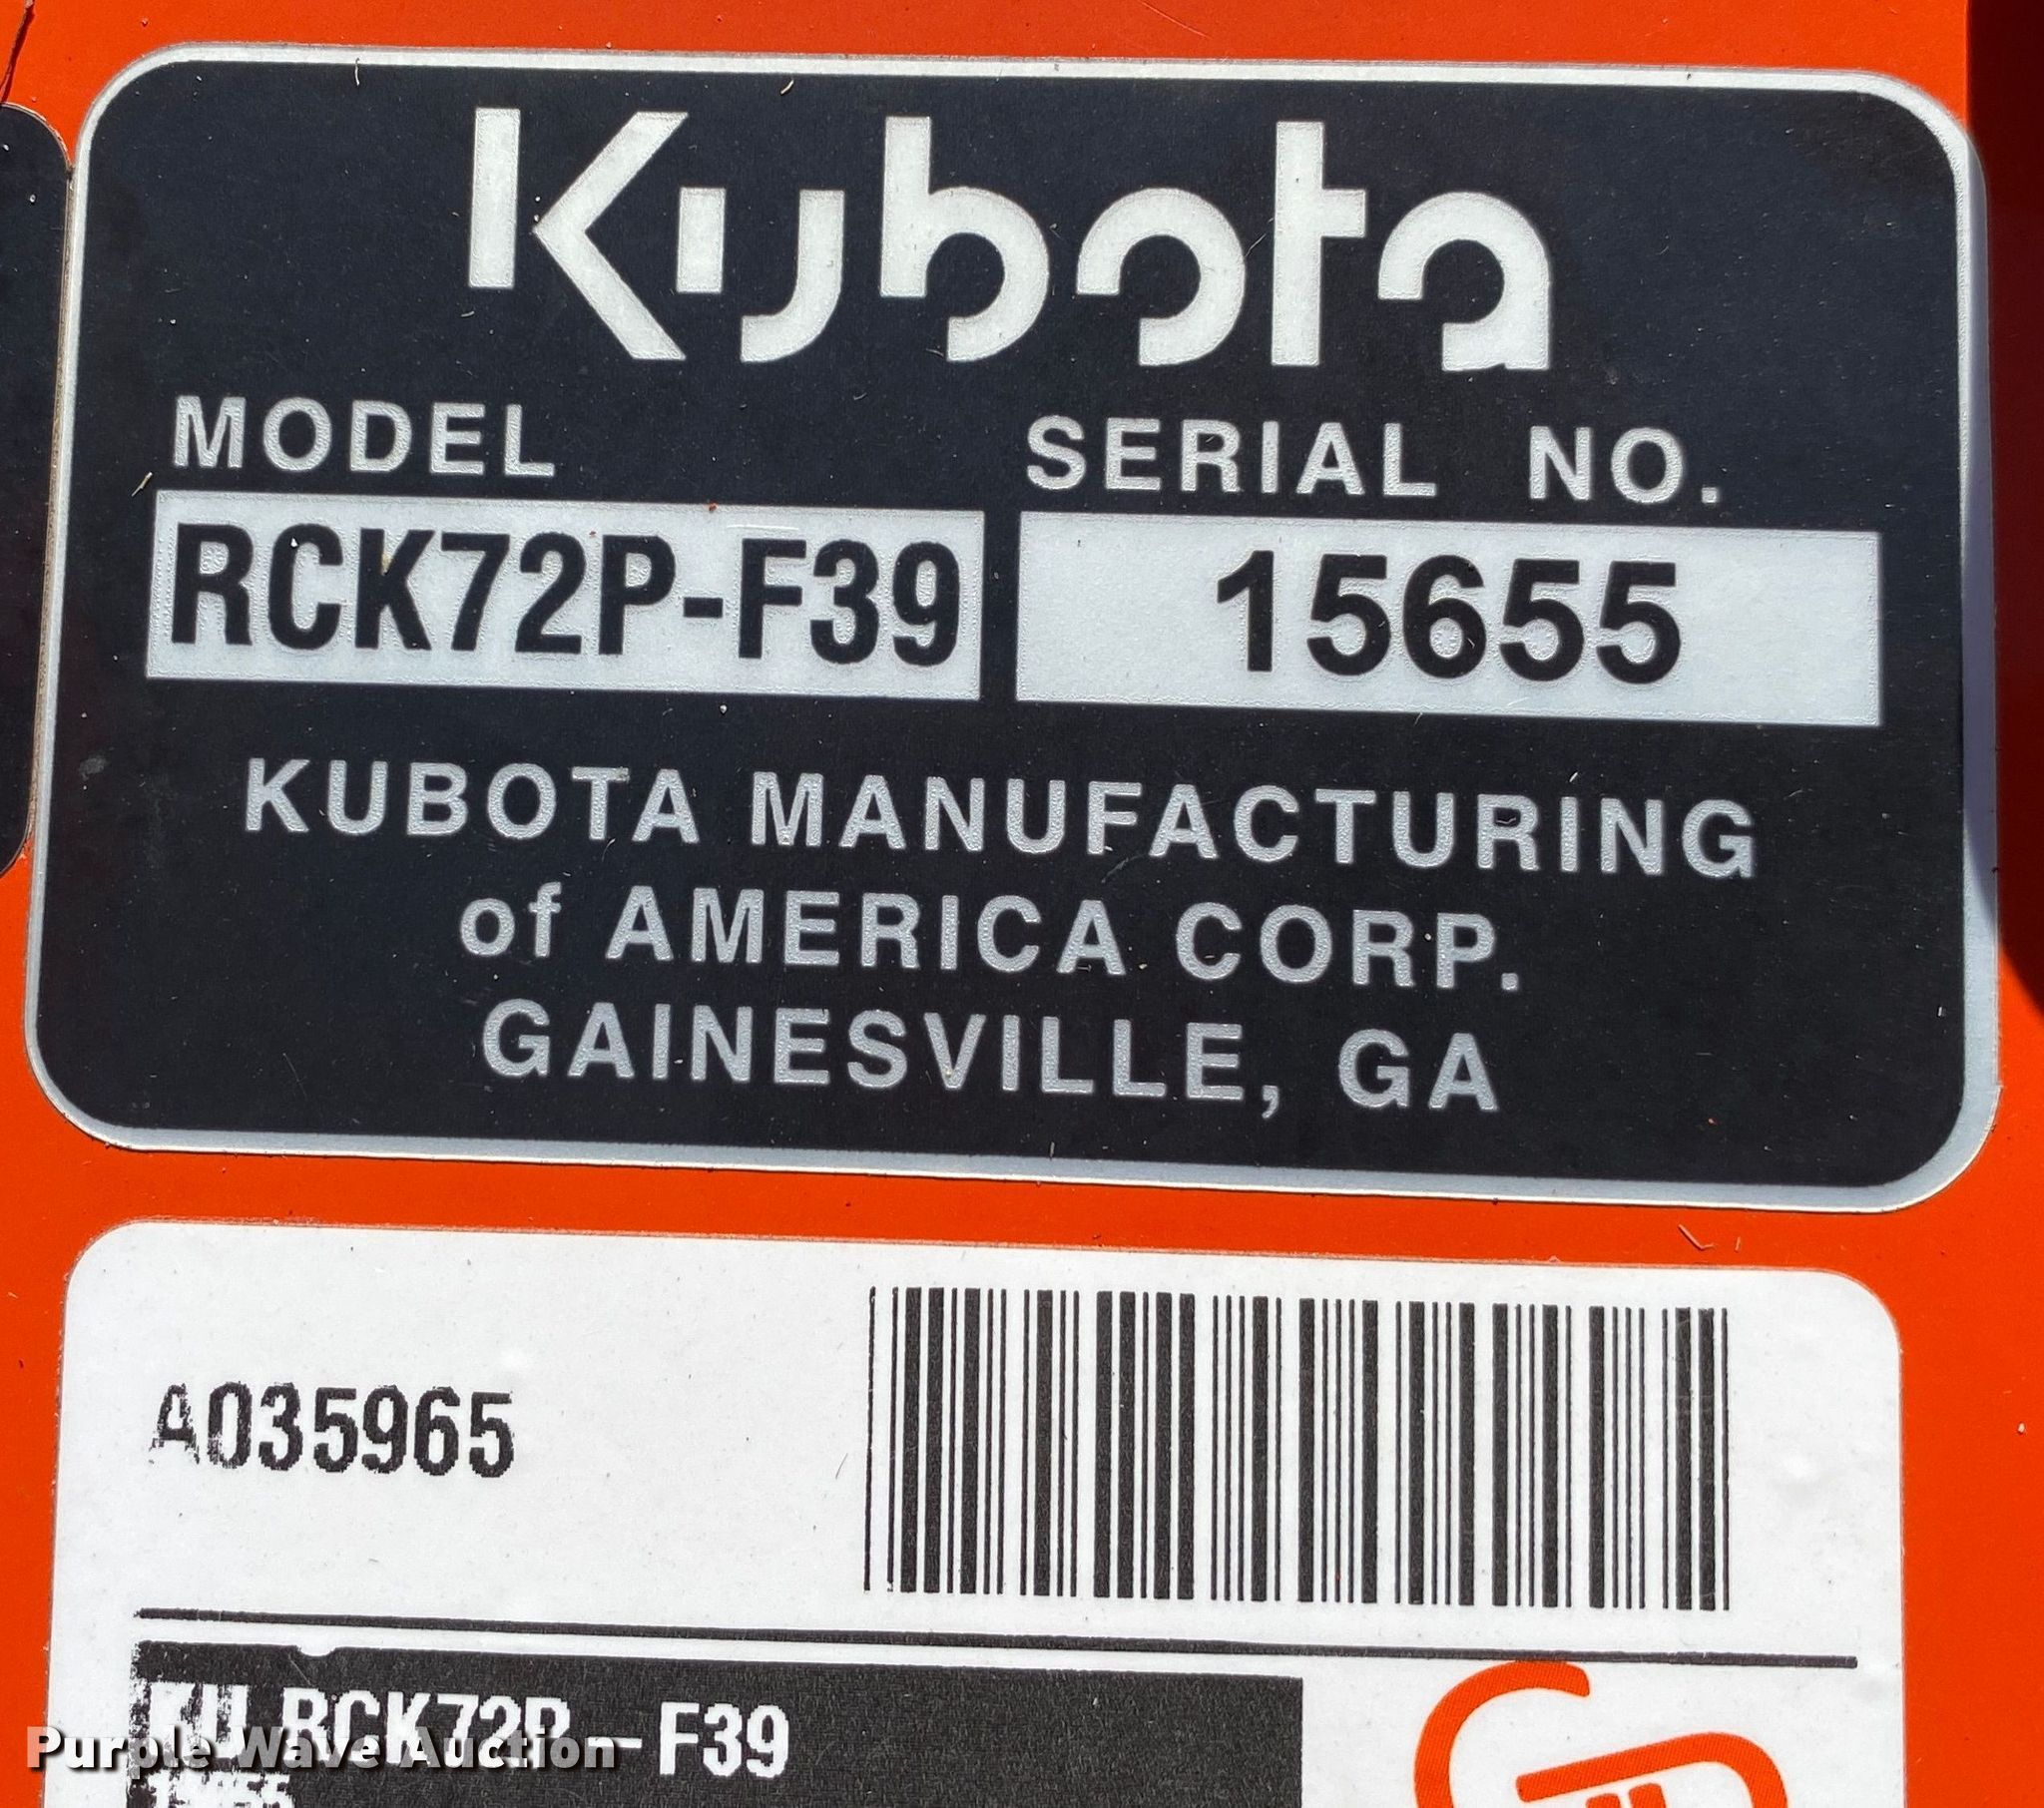 Kubota
MODEL SERIAL NO.
RCK72P-F39 15655
KUBOTA MANUFACTURING
of AMERICA CORP.
GAINESVILLE, GA
A035965
KU RCK72P-F39
Purple Wave Auction